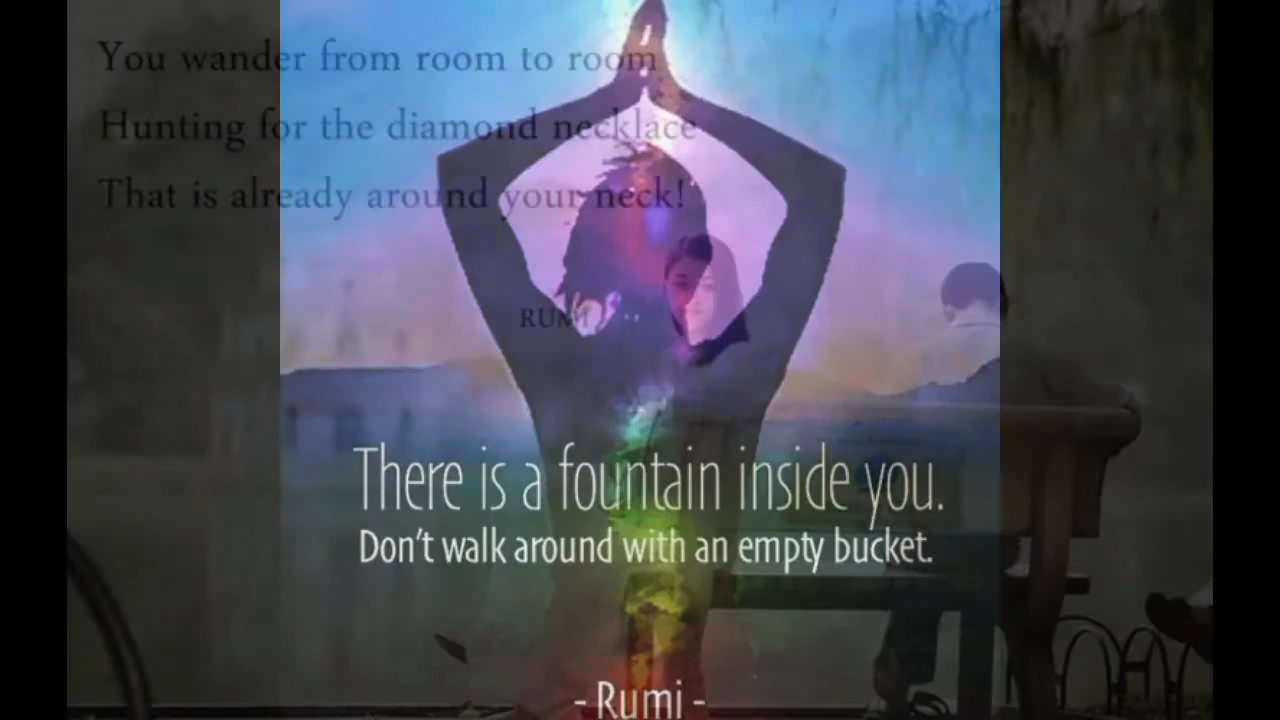 You wander from room to room
Hunting for the diamond necklace
That is already around your neck!
RUMI
There is a fountain inside you.
Don't walk around with an empty bucket.
- Rumi -